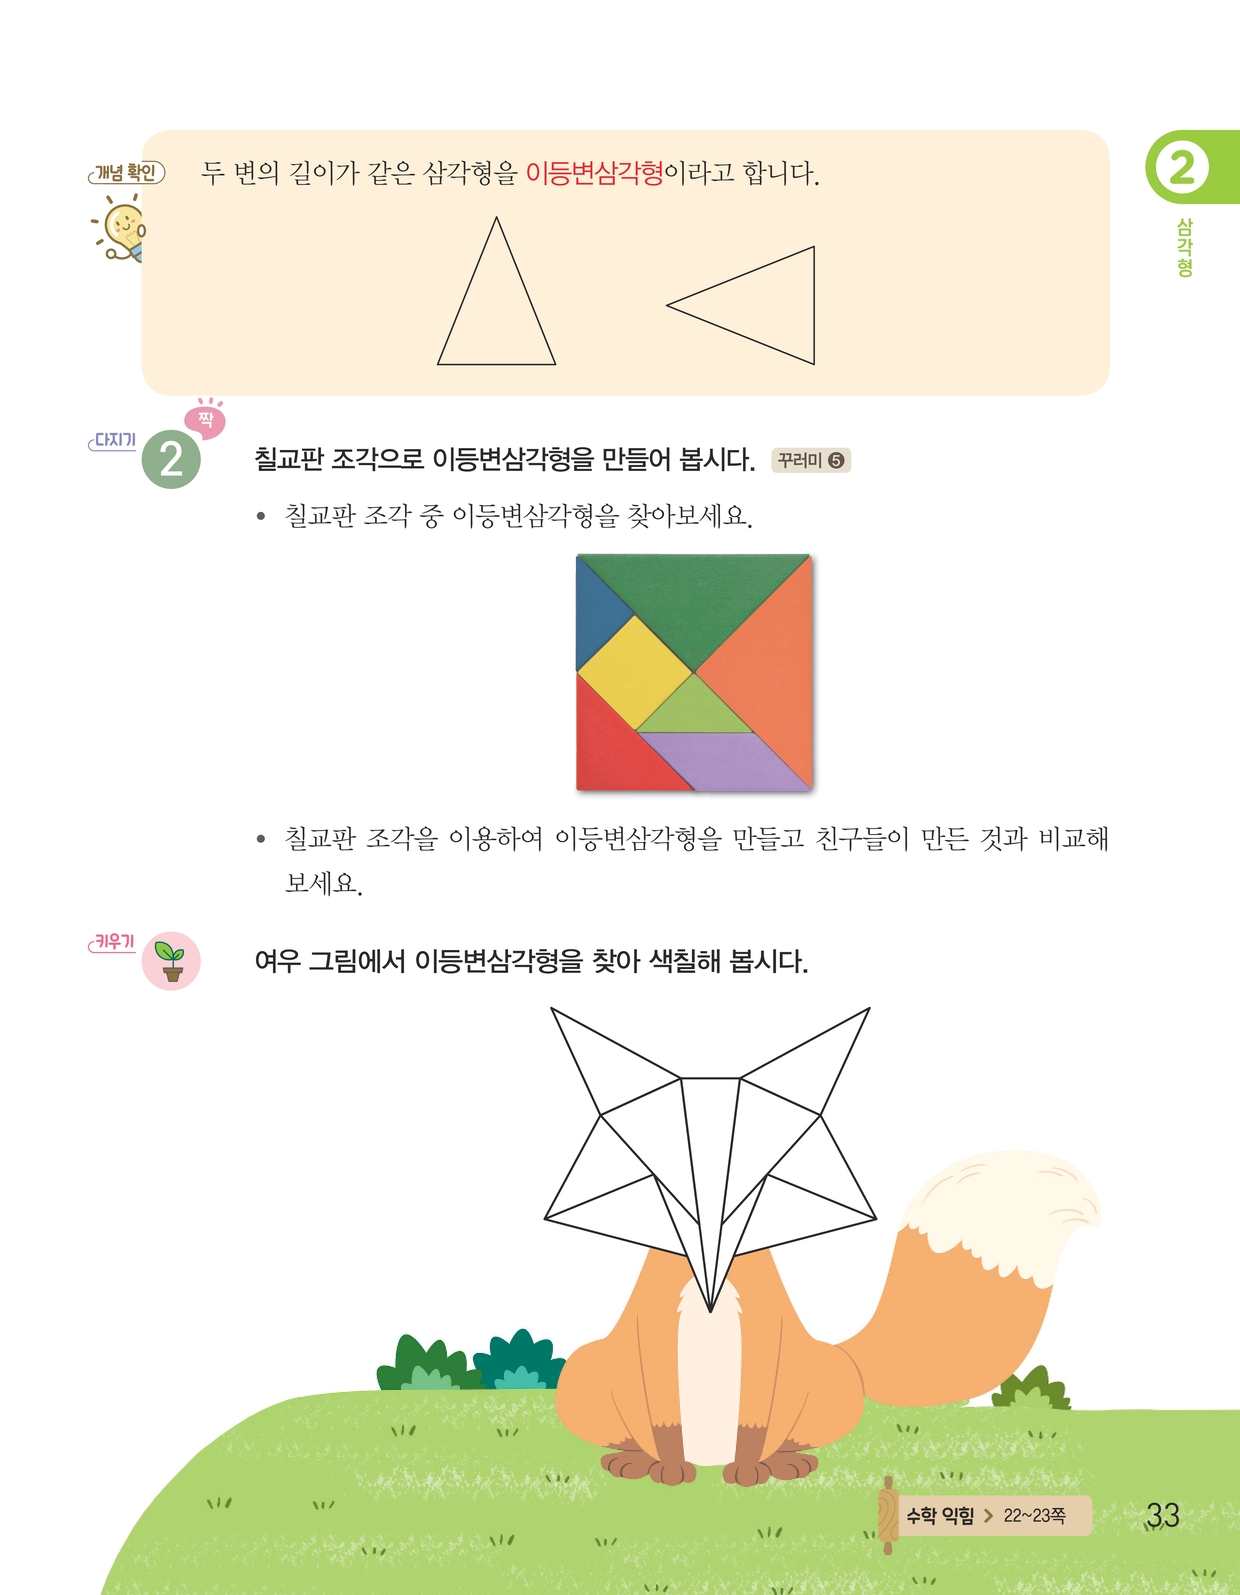 개념 확인
두 변의 길이가 같은 삼각형을 이등변삼각형이라고 합니다.
2
삼각형
다지기
2
짝
칠교판 조각으로 이등변삼각형을 만들어 봅시다. 꾸러미 5
• 칠교판 조각 중 이등변삼각형을 찾아보세요.
• 칠교판 조각을 이용하여 이등변삼각형을 만들고 친구들이 만든 것과 비교해
보세요.
키우기
여우 그림에서 이등변삼각형을 찾아 색칠해 봅시다.
수학 익힘 > 22~23쪽
33